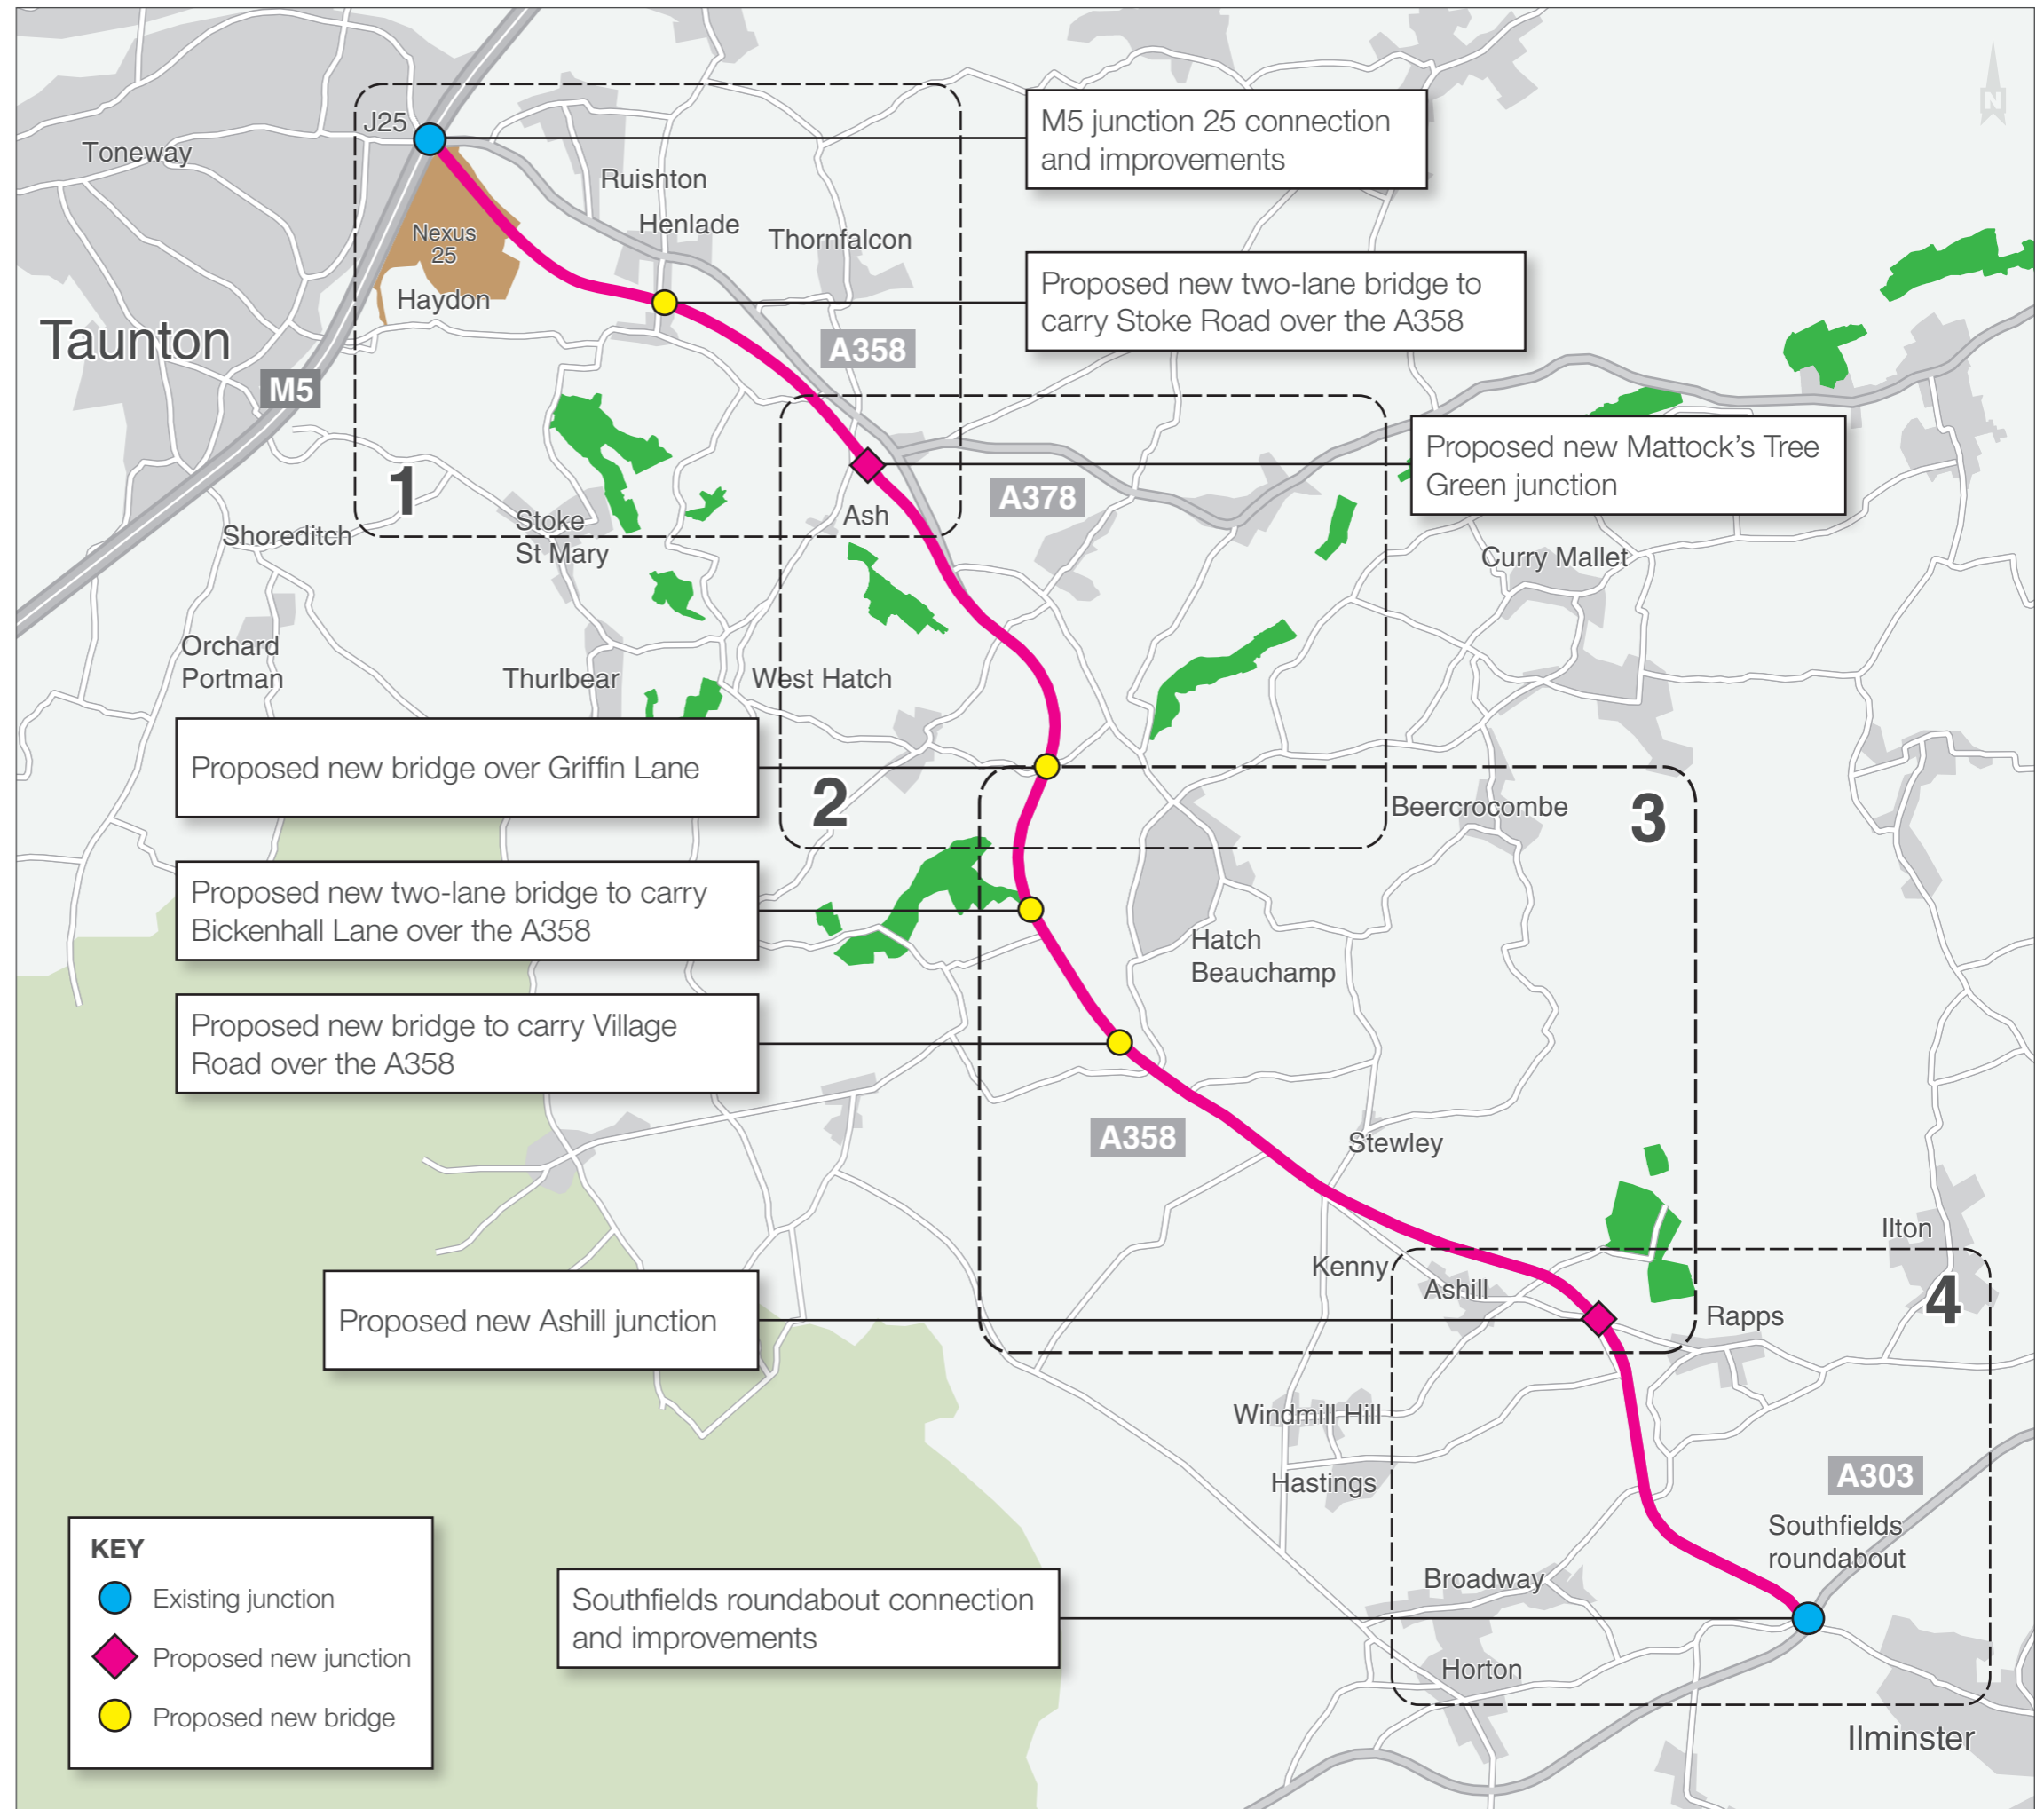 J25
M5 junction 25 connection
and improvements
Toneway
Ruishton
Nexus
25
Henlade
Thornfalcon
Haydon
Proposed new two-lane bridge to
carry Stoke Road over the A358
Taunton
A358
M5
N
1
Proposed new Mattock's Tree
Green junction
A378
Ash
Shoreditch
Stoke
St Mary
Curry Mallet
Orchard
Portman
Thurlbear
West Hatch
Proposed new bridge over Griffin Lane
2
Beercrocombe
3
Proposed new two-lane bridge to carry
Bickenhall Lane over the A358
Hatch
Beauchamp
Proposed new bridge to carry Village
Road over the A358
A358
Stewley
Ilton
Kenny
Ashill
4
Proposed new Ashill junction
Rapps
Windmill Hill
Hastings
A303
Southfields
roundabout
KEY
Existing junction
Proposed new junction
Proposed new bridge
Broadway
Southfields roundabout connection
and improvements
Horton
Ilminster